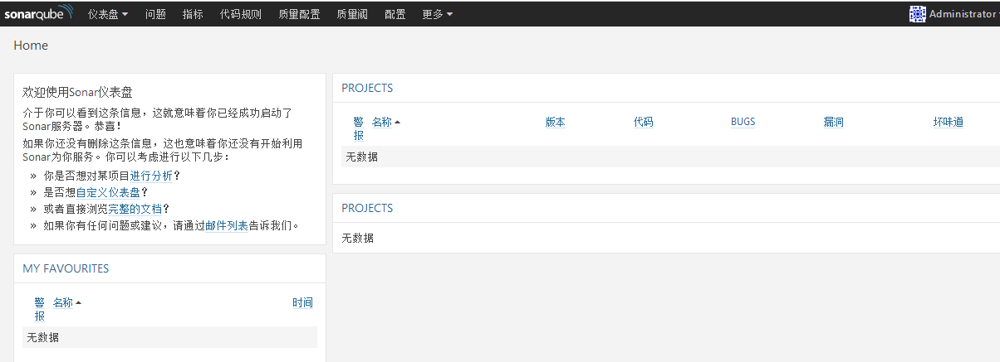 sonarqube 仪表盘 问题 指标 代码规则 质量配置 质量阈 配置 更多 Administrator
Home
欢迎使用Sonar仪表盘
介于你可以看到这条信息，这就意味着你已经成功启动了
Sonar服务器。恭喜！
如果你还没有删除这条信息，这也意味着你还没有开始利用
Sonar为你服务。你可以考虑进行以下几步：
» 你是否想对某项目进行分析？
» 是否想自定义仪表盘？
» 或者直接浏览完整的文档？
» 如果你有任何问题或建议，请通过邮件列表告诉我们。
MY FAVOURITES
警报 名称 时间
无数据
PROJECTS
警报 名称 版本 代码 BUGS 漏洞 坏味道
无数据
PROJECTS
无数据